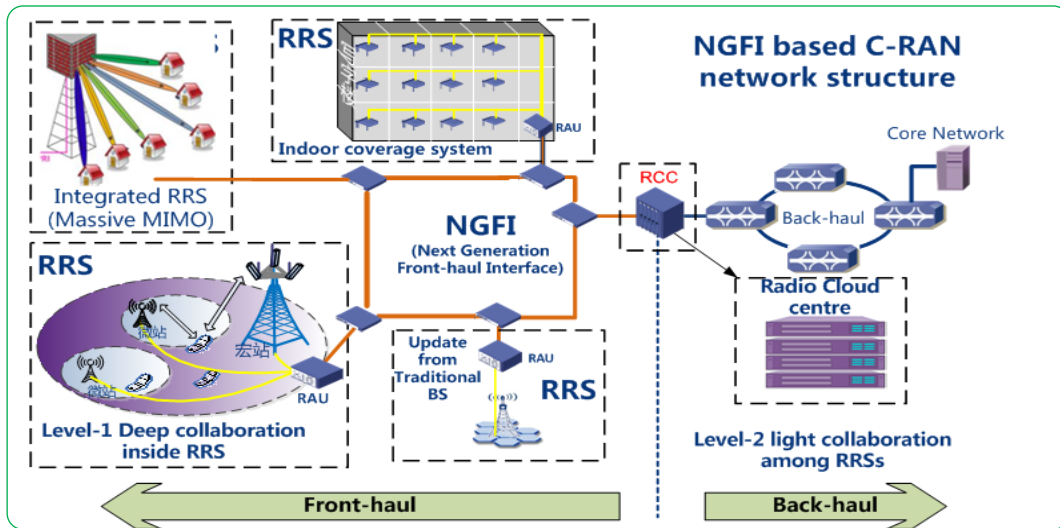 NGFI based C-RAN
network structure
RRS
RAU
Indoor coverage system
Integrated RRS
(Massive MIMO)
Core Network
RCC
Back-haul
NGFI
(Next Generation
Front-haul Interface)
Radio Cloud
centre
RRS
微站
宏站
微站
RAU
Level-1 Deep collaboration
inside RRS
Update from
Traditional
BS
RAU
RRS
Level-2 light collaboration
among RRSs
Front-haul
Back-haul